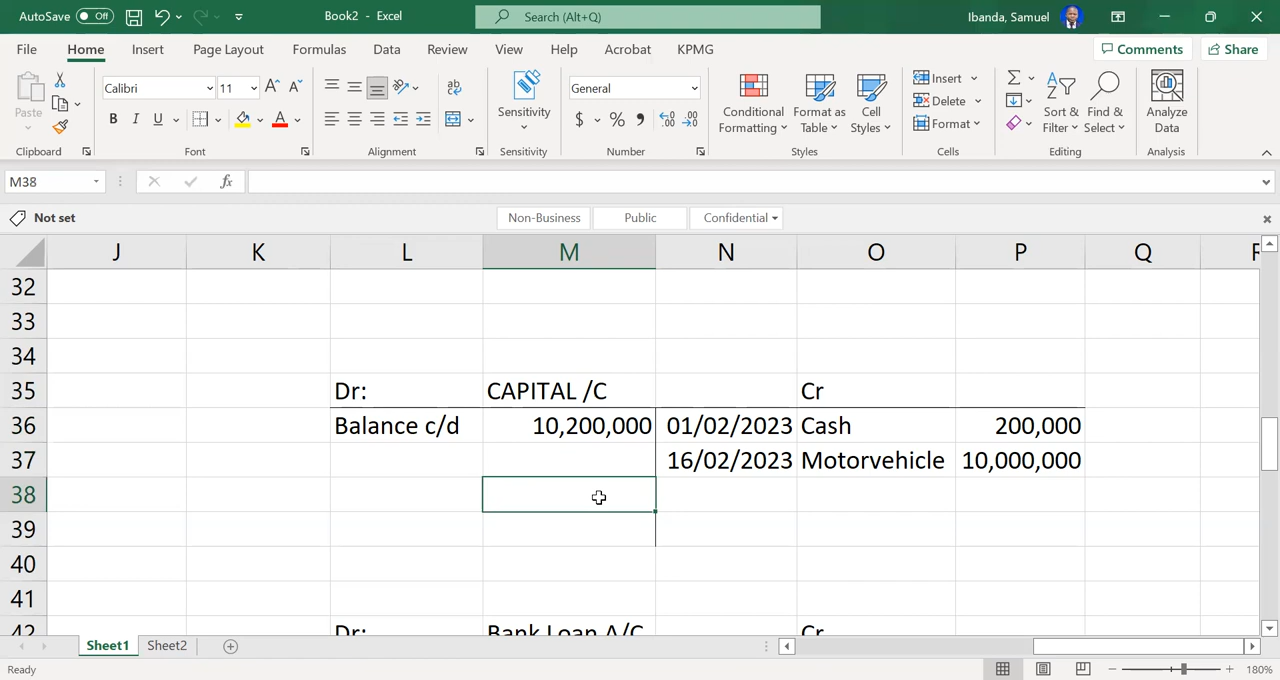 AutoSave Off Book2 - Excel Search (Alt+Q) Ibanda, Samuel
File Home Insert Page Layout Formulas Data Review View Help Acrobat KPMG Comments Share
Paste Calibri 11 General Sensitivity Conditional Formatting Format as Table Cell Styles Insert Delete Format Sort & Filter Find & Select Analyze Data
B I U A $ % 9
Clipboard Font Alignment Sensitivity Number Styles Cells Editing Analysis
M38 fx
Not set Non-Business Public Confidential
J K L M N O P Q
32
33
34
35 Dr: CAPITAL /C Cr
36 Balance c/d 10,200,000 01/02/2023 Cash 200,000
37 16/02/2023 Motorvehicle 10,000,000
38
39
40
41
42 Dr: Bank Loan A/C Cr
Sheet1 Sheet2
Ready 180%